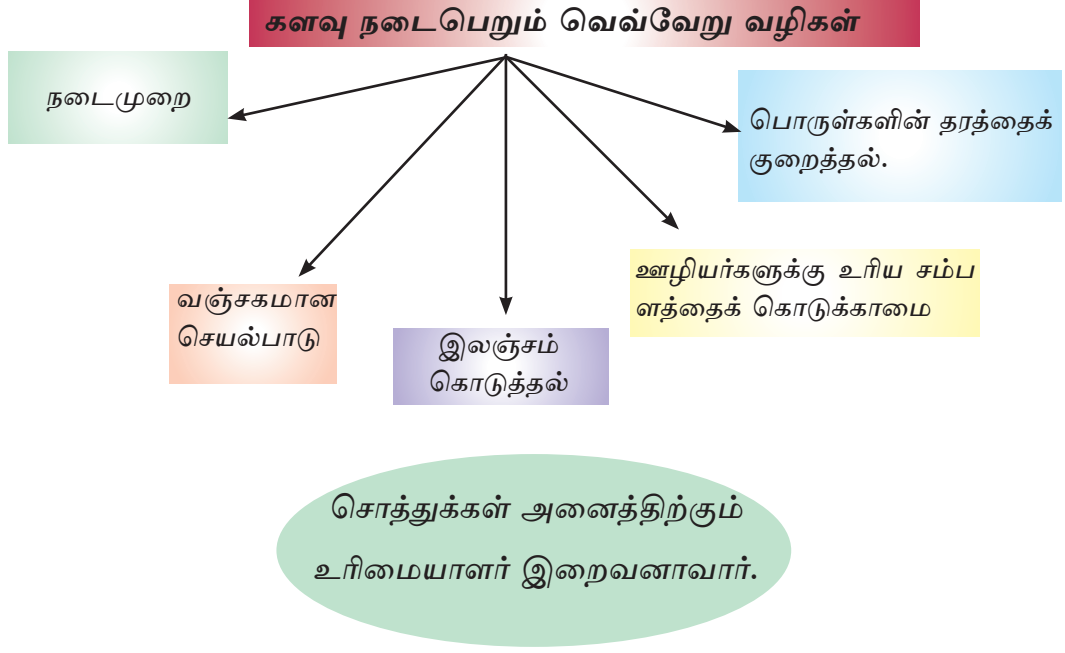 களவு நடைபெறும் வெவ்வேறு வழிகள்
நடைமுறை
பொருள்களின் தரத்தைக்
குறைத்தல்.
வஞ்சகமான
செயல்பாடு
இலஞ்சம்
கொடுத்தல்
ஊழியர்களுக்கு உரிய சம்ப
ளத்தைக் கொடுக்காமை
சொத்துக்கள் அனைத்திற்கும்
உரிமையாளர் இறைவனாவார்.